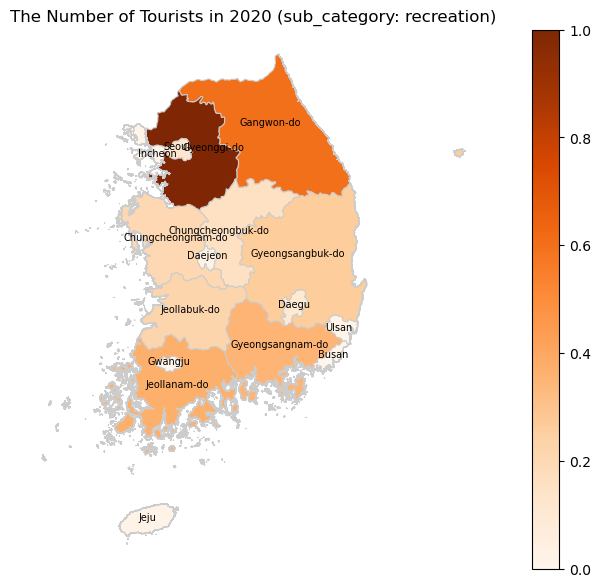 The Number of Tourists in 2020 (sub_category: recreation)
1.0
Gangwon-do
Seoul
Gyeonggi-do
Incheon
0.8
Chungcheongbuk-do
Chungcheongnam-do
Daejeon
Gyeongsangbuk-do
0.6
Daegu
Jeollabuk-do
Ulsan
Gyeongsangnam-do
Busan
0.4
Gwangju
Jeollanam-do
0.2
Jeju
0.0